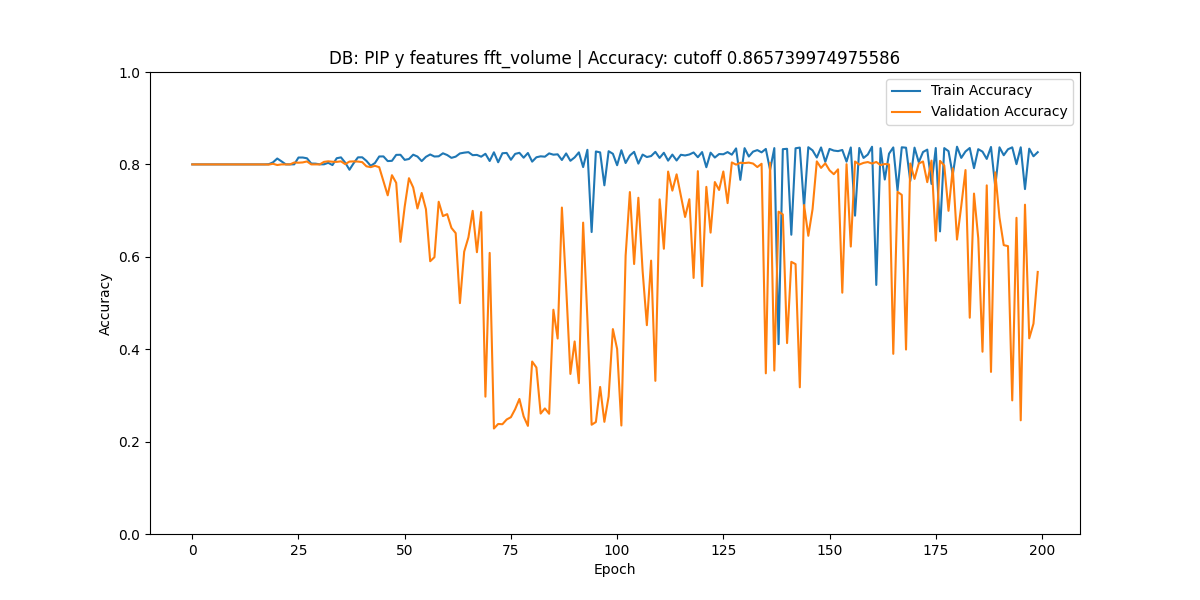 DB: PIP y features fft_volume | Accuracy: cutoff 0.865739974975586
Train Accuracy
Validation Accuracy
Accuracy
1.0
0.8
0.6
0.4
0.2
0.0
0 25 50 75 100 125 150 175 200
Epoch